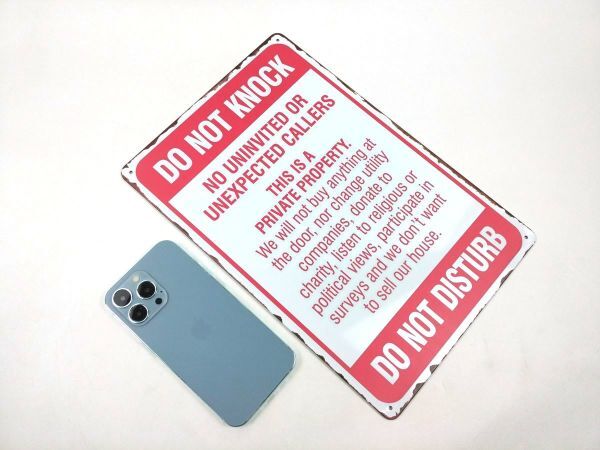 DO NOT KNOCK
NO UNINVITED OR
UNEXPECTED CALLERS
THIS IS A
PRIVATE PROPERTY.
We will not buy anything at
the door, nor change utility
companies, donate to
charity, listen to religious or
political views, participate in
surveys and we don't want
to sell our house.
DO NOT DISTURB